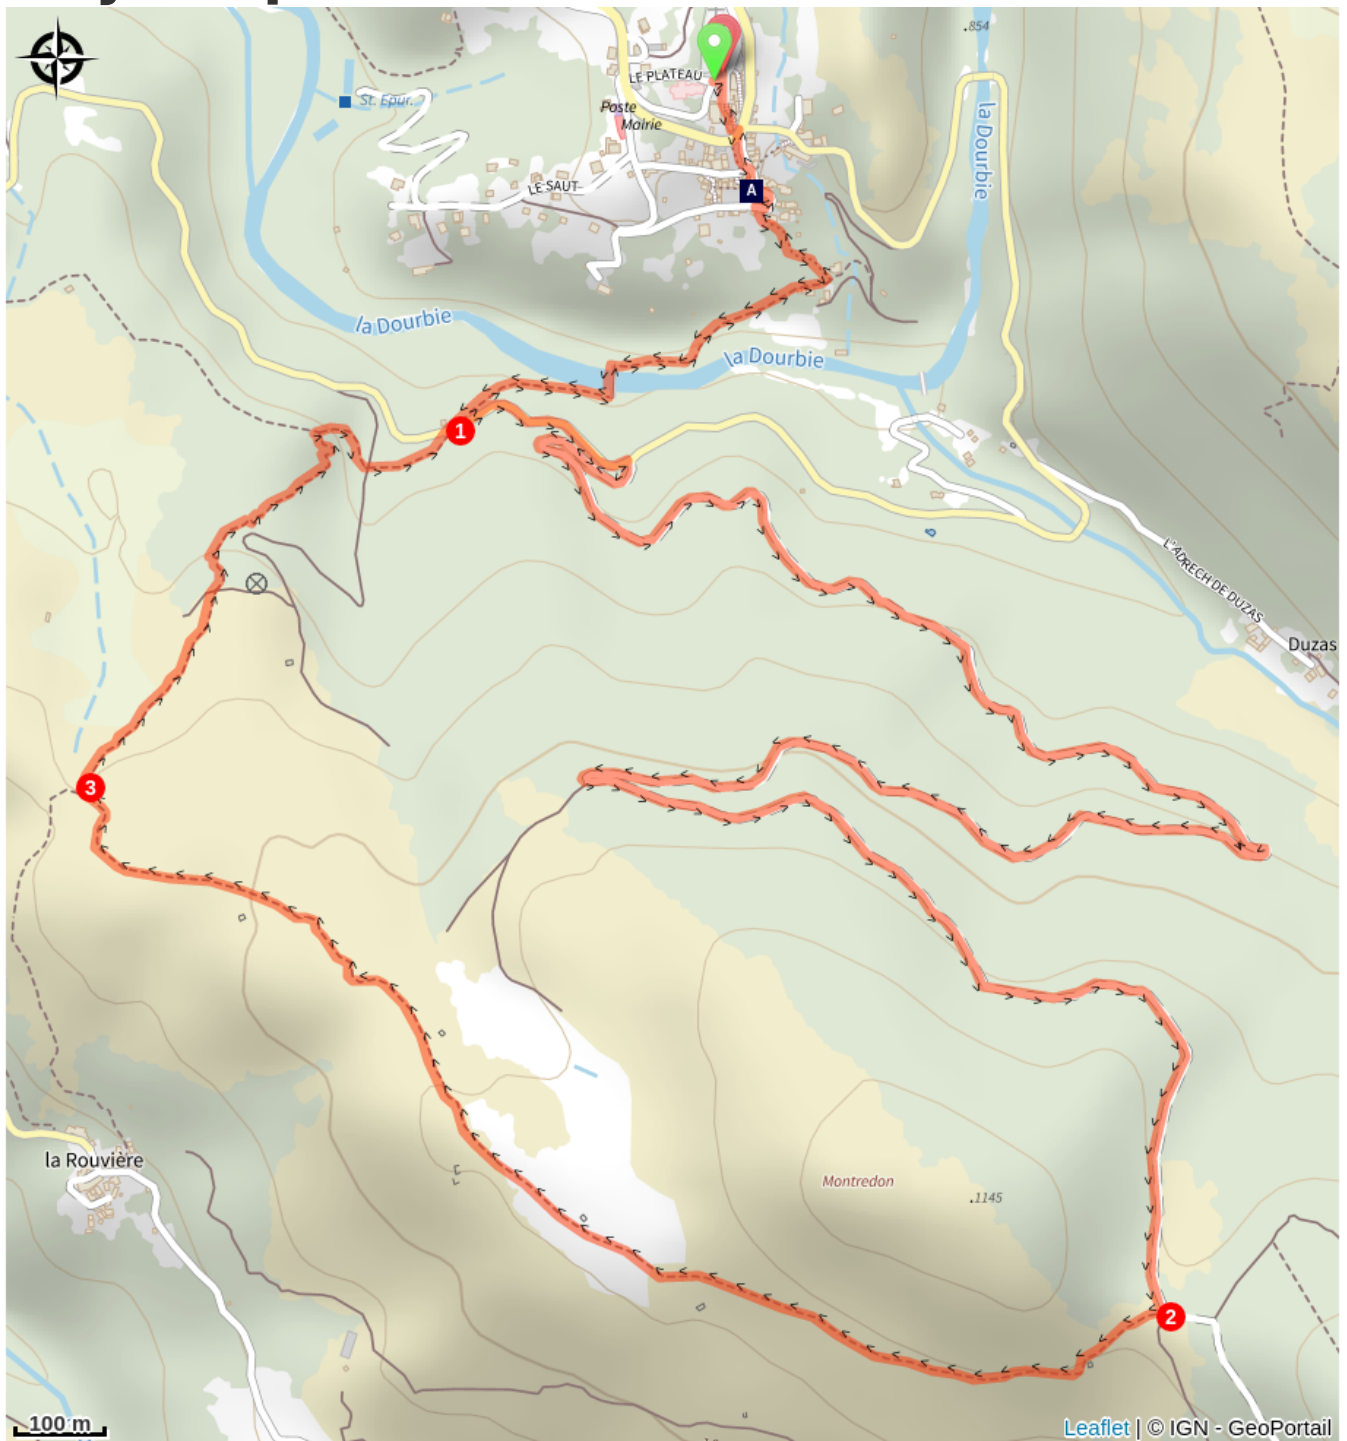 .854
LE PLATEAU
St. Epur.
Poste
Mairie
la Dourbie
A
LE SAUT
la Dourbie
la Dourbie
1
L'ADRECH DE DUZAS
Duzas
3
la Rouvière
Montredon
.1145
2
100 m
Leaflet | © IGN - GeoPortail